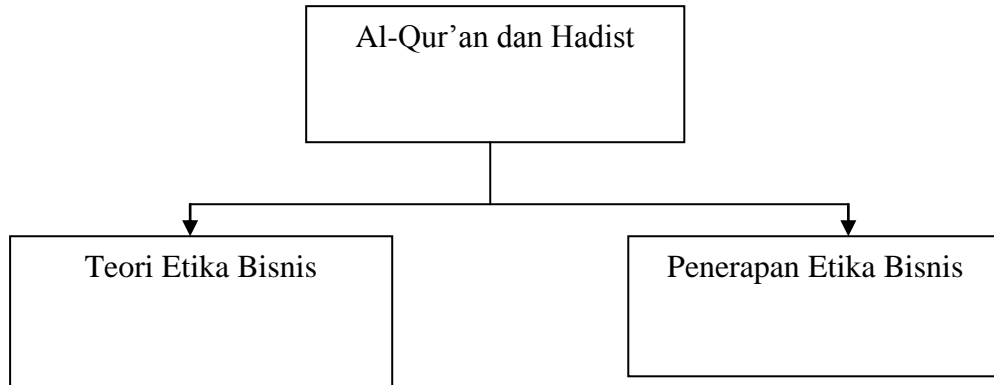 Al-Qur’an dan Hadist
Teori Etika Bisnis
Penerapan Etika Bisnis